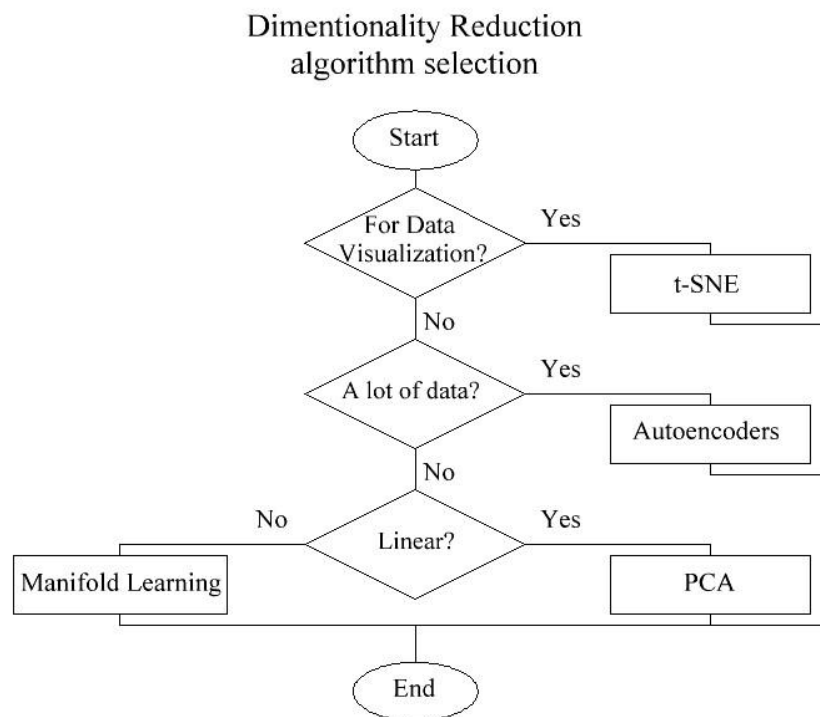 Dimentionality Reduction
algorithm selection
Start
For Data
Visualization?
Yes
t-SNE
No
A lot of data?
Yes
Autoencoders
No
Linear?
No
Yes
Manifold Learning
PCA
End